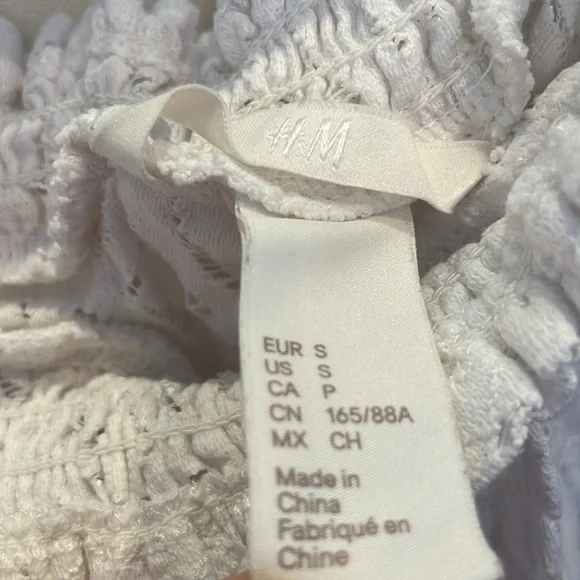 H&M
EUR S
US S
CA P
CN 165/88A
MX CH
Made in
China
Fabriqué en
Chine